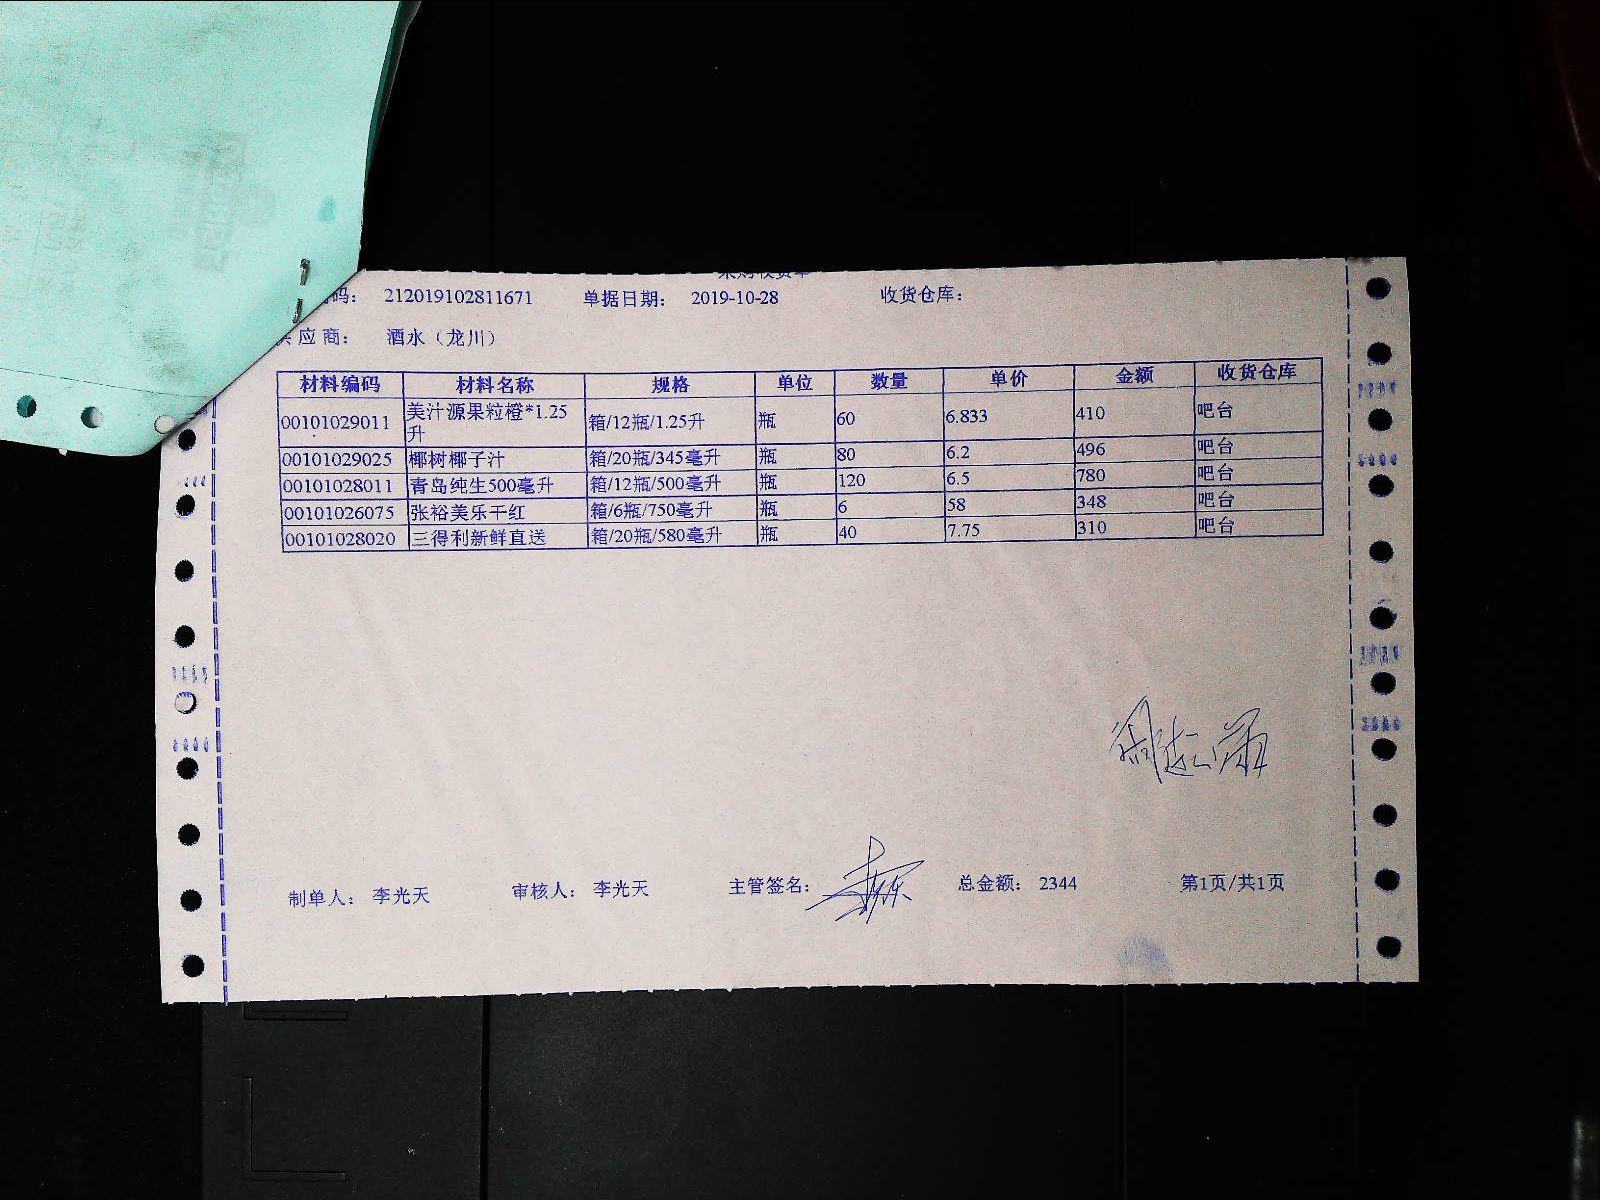 采购收货单
码： 212019102811671 单据日期： 2019-10-28 收货仓库：
应商： 酒水（龙川）
材料编码 材料名称 规格 单位 数量 单价 金额 收货仓库
00101029011 美汁源果粒橙*1.25升 箱/12瓶/1.25升 瓶 60 6.833 410 吧台
00101029025 椰树椰子汁 箱/20瓶/345毫升 瓶 80 6.2 496 吧台
00101028011 青岛纯生500毫升 箱/12瓶/500毫升 瓶 120 6.5 780 吧台
00101026075 张裕美乐干红 箱/6瓶/750毫升 瓶 6 58 348 吧台
00101028020 三得利新鲜直送 箱/20瓶/580毫升 瓶 40 7.75 310 吧台
制单人： 李光天 审核人： 李光天 主管签名： 总金额： 2344 第1页/共1页